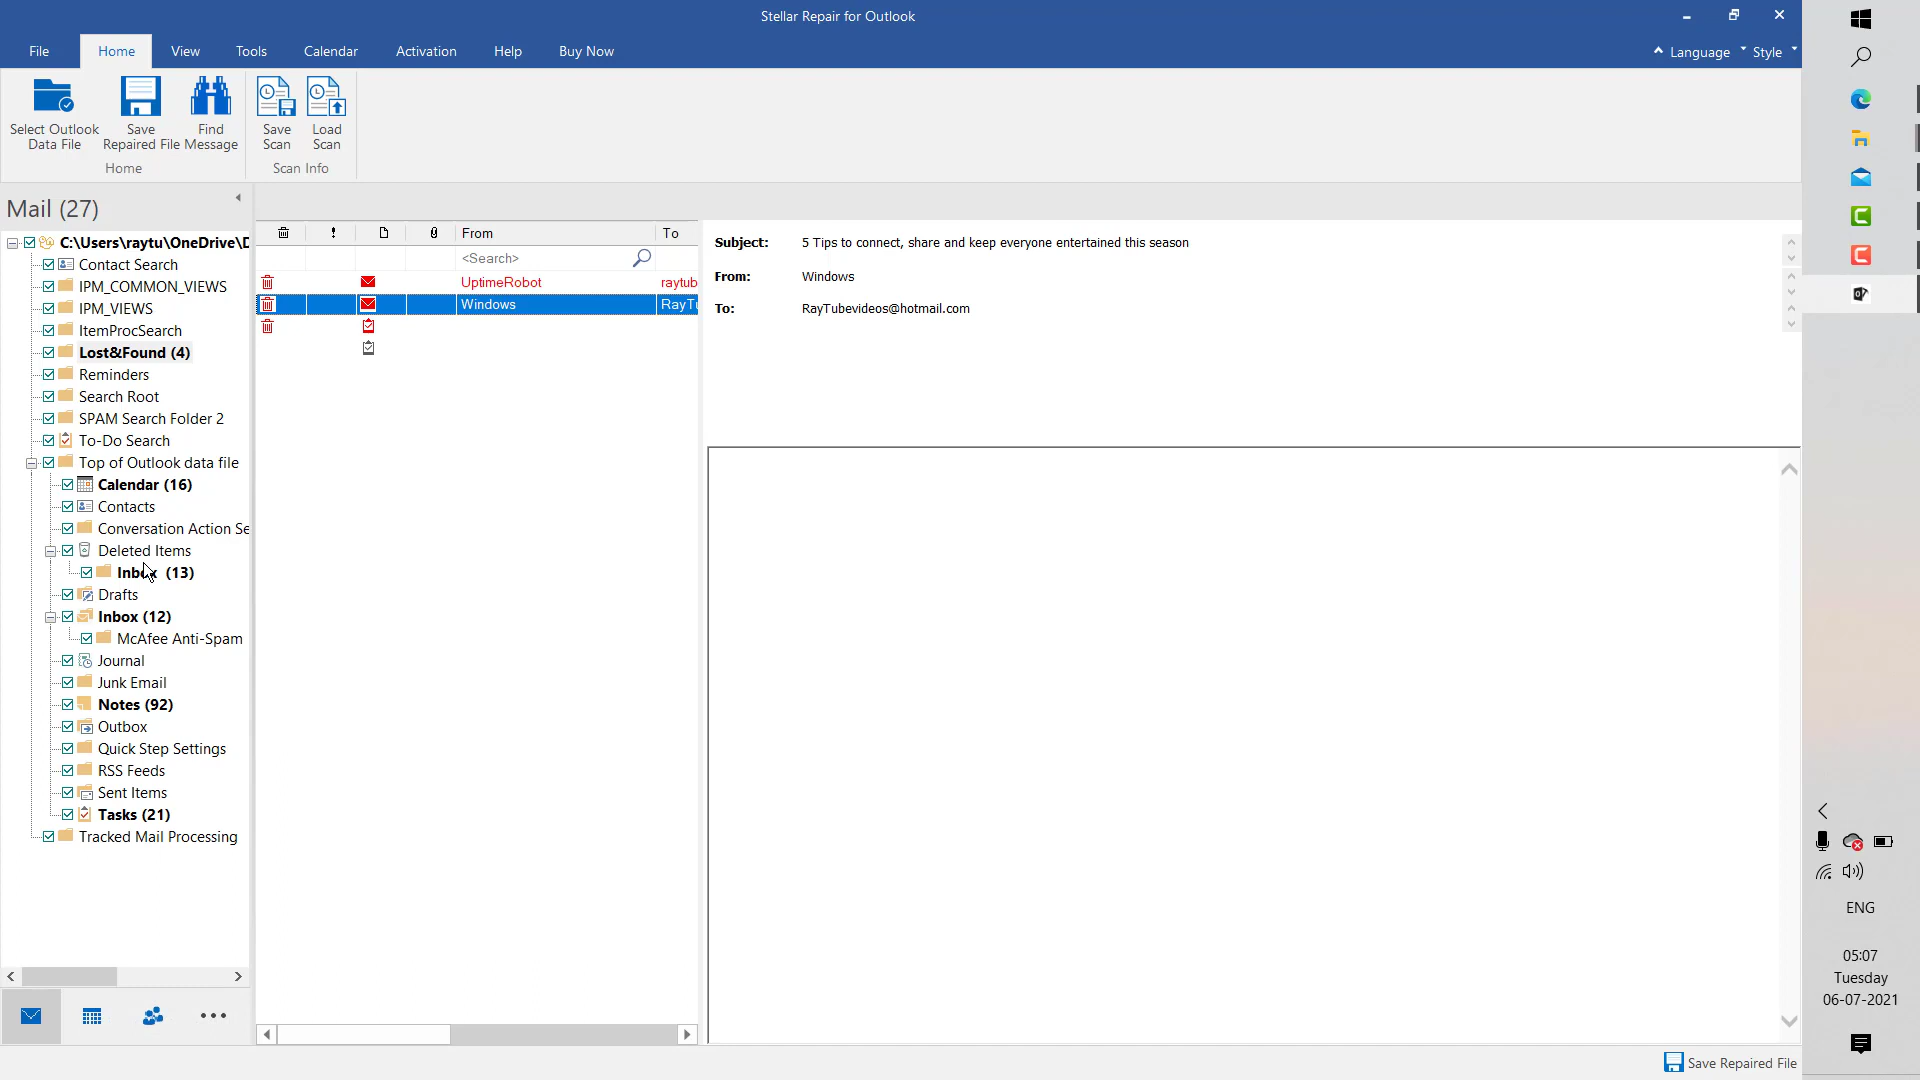 Stellar Repair for Outlook
File Home View Tools Calendar Activation Help Buy Now Language Style
Select Outlook Data File
Save Repaired File
Find Message
Save Scan
Load Scan
Home
Scan Info
Mail (27)
C:\Users\raytu\OneDrive\D
Contact Search
IPM_COMMON_VIEWS
IPM_VIEWS
ItemProcSearch
Lost&Found (4)
Reminders
Search Root
SPAM Search Folder 2
To-Do Search
Top of Outlook data file
Calendar (16)
Contacts
Conversation Action Se
Deleted Items
Inbox (13)
Drafts
Inbox (12)
McAfee Anti-Spam
Journal
Junk Email
Notes (92)
Outbox
Quick Step Settings
RSS Feeds
Sent Items
Tasks (21)
Tracked Mail Processing
From To
<Search>
UptimeRobot raytub
Windows RayTu
Subject: 5 Tips to connect, share and keep everyone entertained this season
From: Windows
To: RayTubevideos@hotmail.com
Save Repaired File
ENG
05:07
Tuesday
06-07-2021